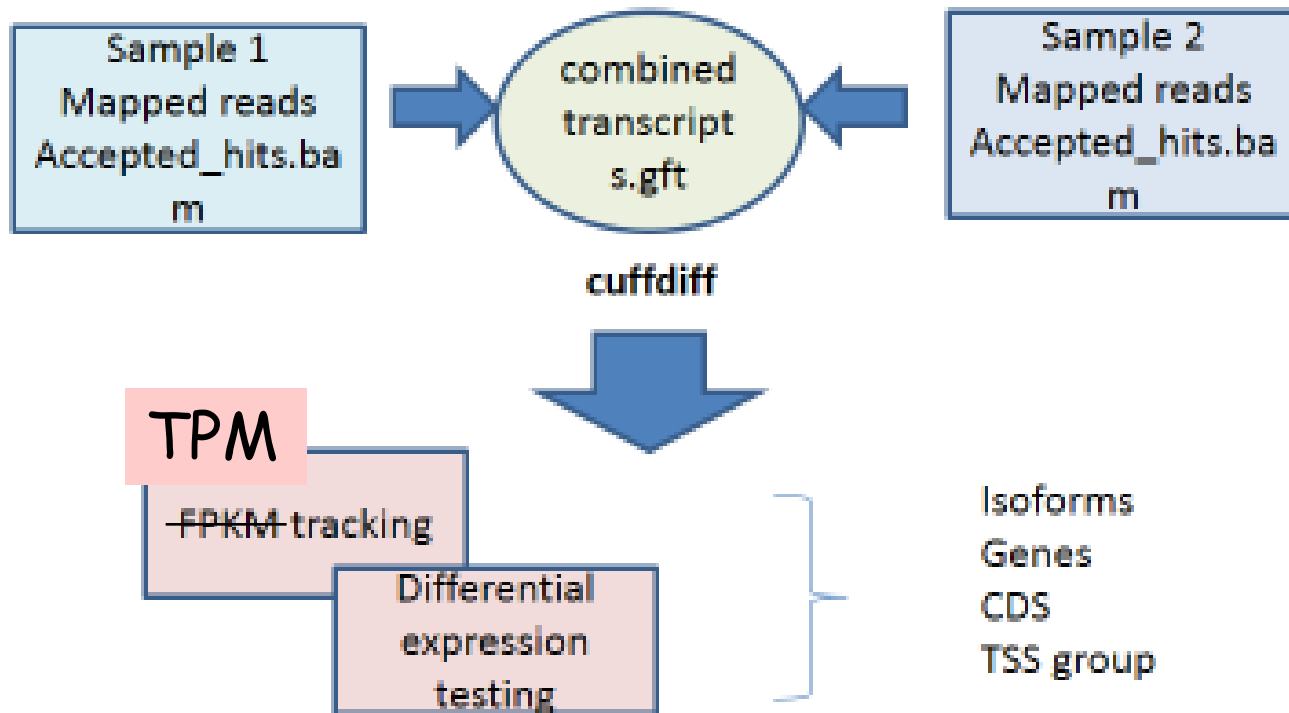 Sample 1
Mapped reads
Accepted_hits.ba
m
combined
transcript
s.gft
Sample 2
Mapped reads
Accepted_hits.ba
m
cuffdiff
TPM
FPKM tracking
Differential
expression
testing
Isoforms
Genes
CDS
TSS group